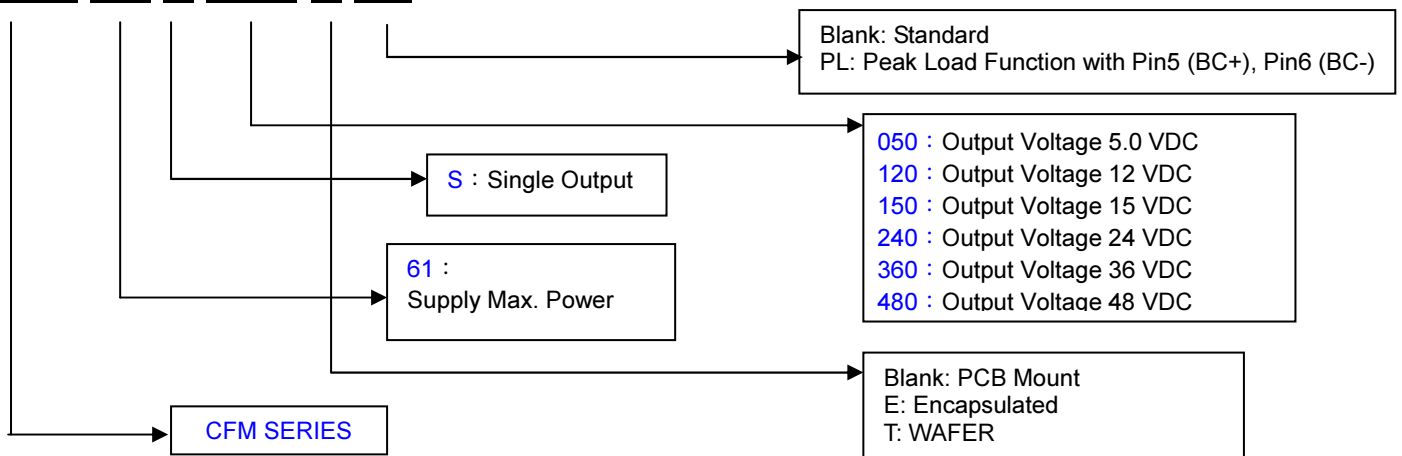 Blank: Standard
PL: Peak Load Function with Pin5 (BC+), Pin6 (BC-)
050：Output Voltage 5.0 VDC
120：Output Voltage 12 VDC
150：Output Voltage 15 VDC
240：Output Voltage 24 VDC
360：Output Voltage 36 VDC
480：Output Voltage 48 VDC
S：Single Output
61：
Supply Max. Power
Blank: PCB Mount
E: Encapsulated
T: WAFER
CFM SERIES